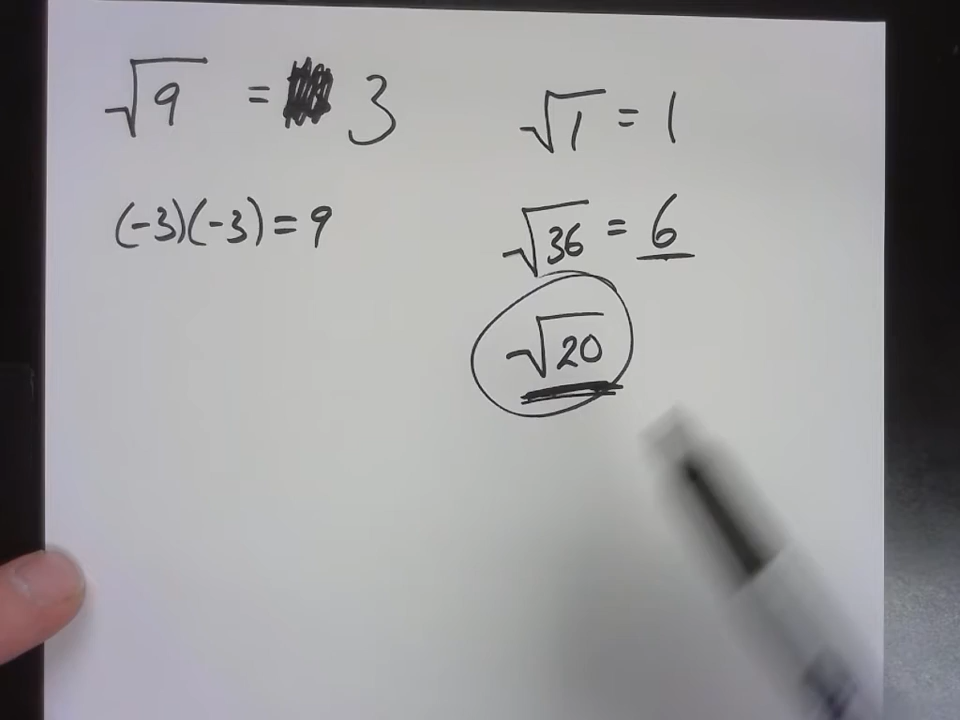 √9 = 3
(-3)(-3) = 9
√1 = 1
√36 = 6
√20